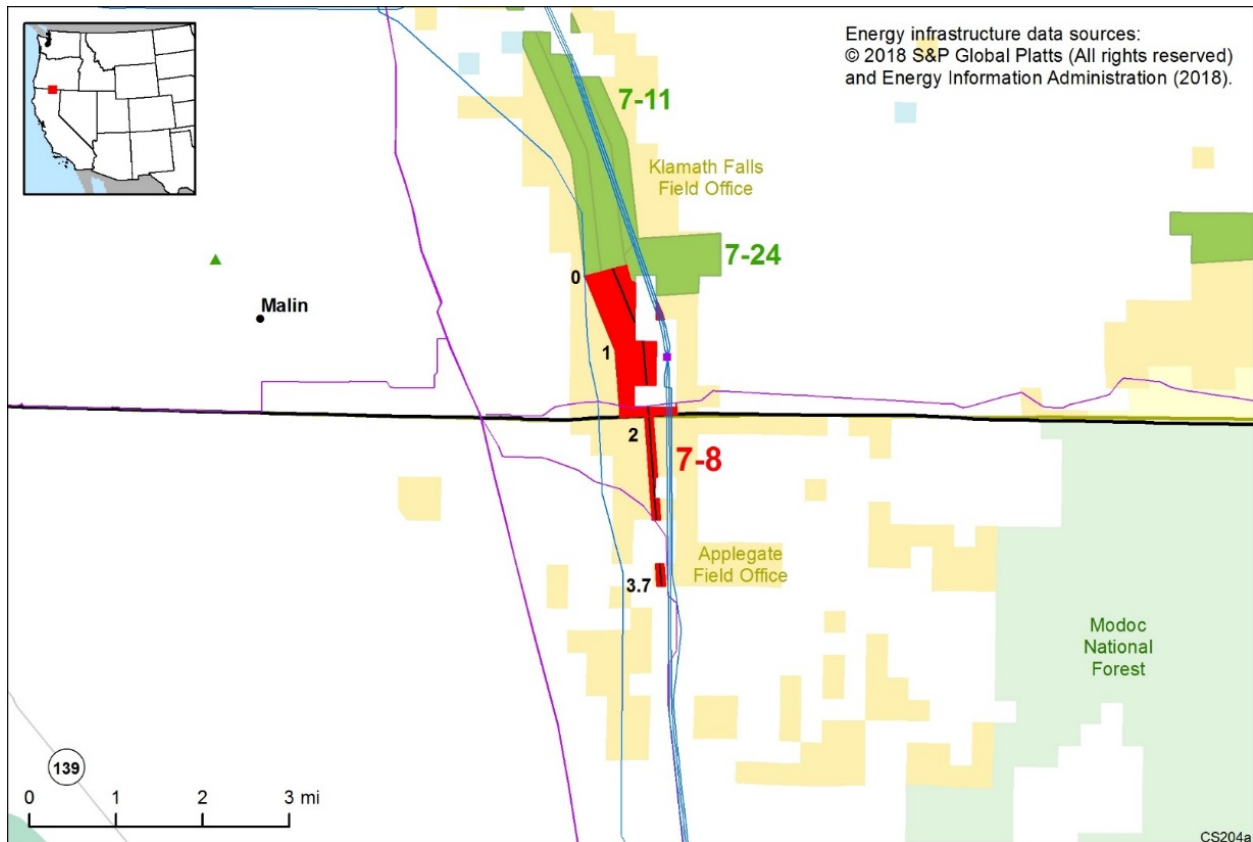 Energy infrastructure data sources:
© 2018 S&P Global Platts (All rights reserved)
and Energy Information Administration (2018).
7-11
Klamath Falls
Field Office
7-24
0
Malin
1
2
7-8
Applegate
Field Office
3.7
Modoc
National
Forest
139
0 1 2 3 mi
CS204a